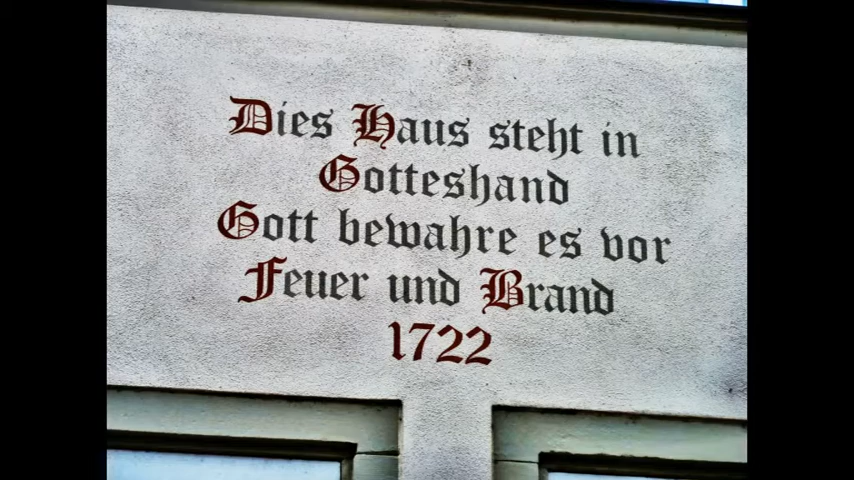 Dies Haus steht in
Gotteshand
Gott bewahre es vor
Feuer und Brand
1722